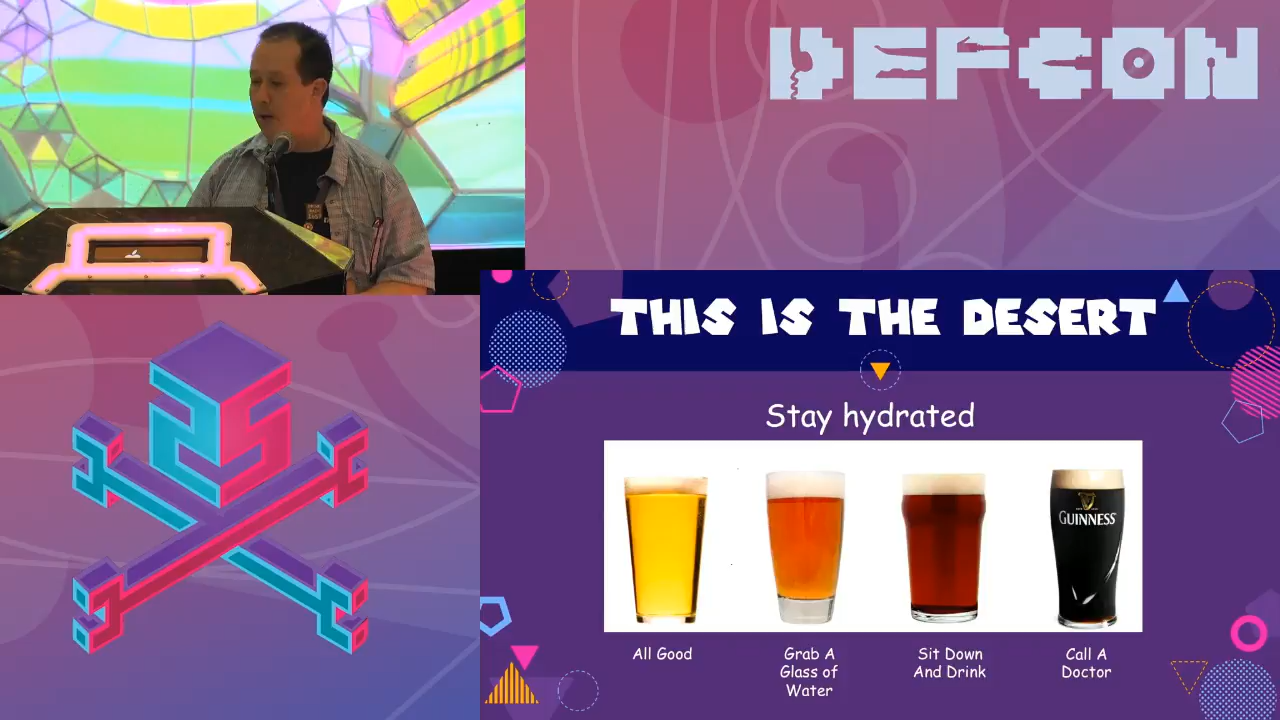 DEFCON
THIS IS THE DESERT
Stay hydrated
GUINNESS
All Good
Grab A
Glass of
Water
Sit Down
And Drink
Call A
Doctor
25